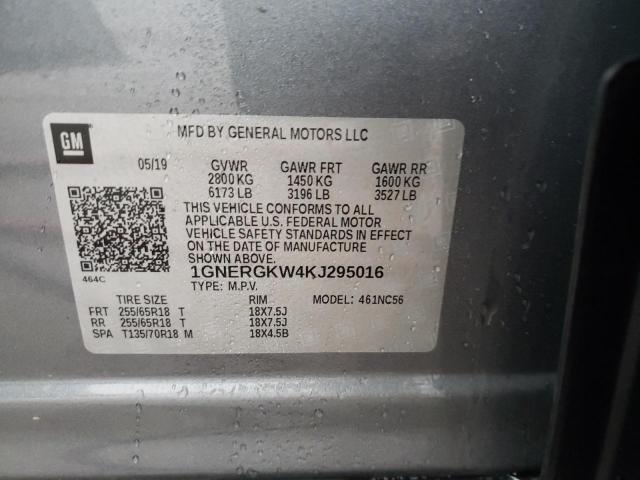 GM
MFD BY GENERAL MOTORS LLC
05/19 GVWR GAWR FRT GAWR RR
2800 KG 1450 KG 1600 KG
6173 LB 3196 LB 3527 LB
THIS VEHICLE CONFORMS TO ALL
APPLICABLE U.S. FEDERAL MOTOR
VEHICLE SAFETY STANDARDS IN EFFECT
ON THE DATE OF MANUFACTURE
SHOWN ABOVE.
464C
1GNERGKW4KJ295016
TYPE: M.P.V. MODEL: 461NC56
TIRE SIZE RIM
FRT 255/65R18 T 18X7.5J
RR 255/65R18 T 18X7.5J
SPA T135/70R18 M 18X4.5B